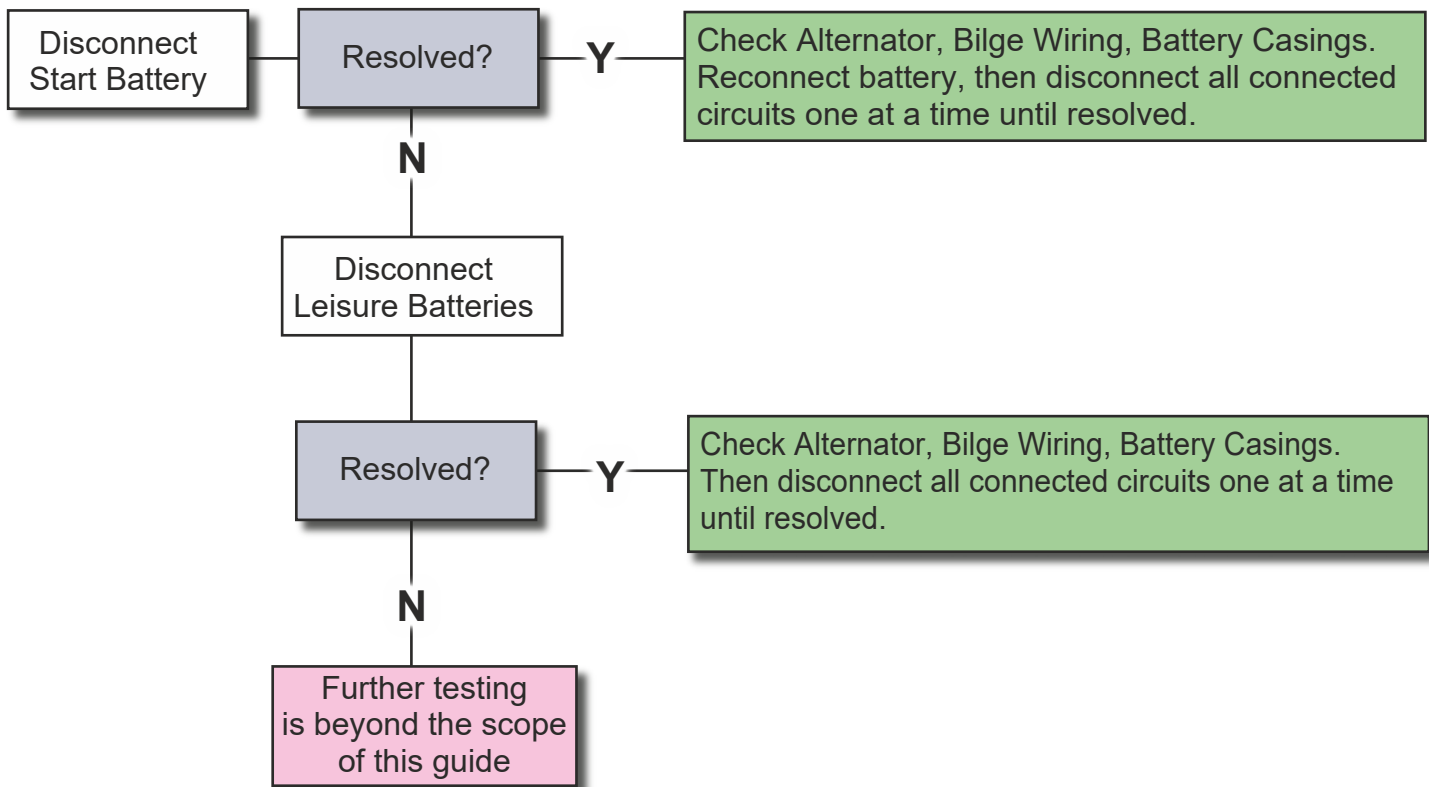 Disconnect
Start Battery
Resolved?
Y
Check Alternator, Bilge Wiring, Battery Casings.
Reconnect battery, then disconnect all connected
circuits one at a time until resolved.
N
Disconnect
Leisure Batteries
Resolved?
Y
Check Alternator, Bilge Wiring, Battery Casings.
Then disconnect all connected circuits one at a time
until resolved.
N
Further testing
is beyond the scope
of this guide